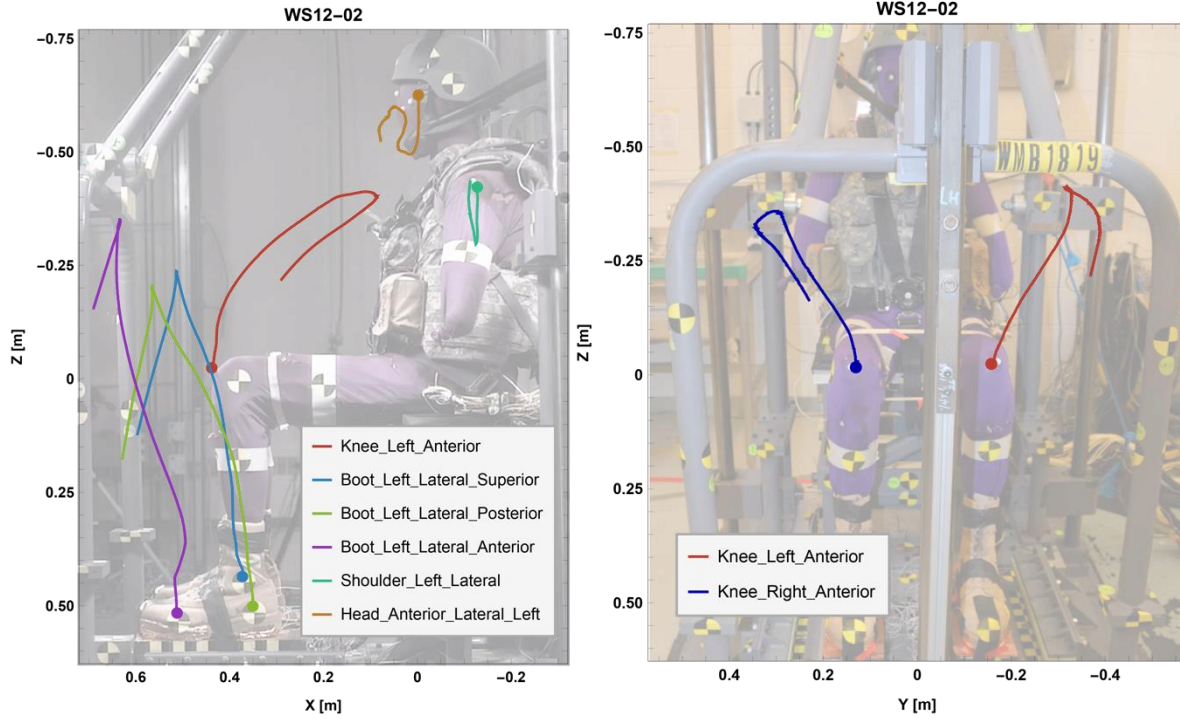 WS12−02
−0.75
−0.50
−0.25
0
0.25
0.50
Z [m]
0.6
0.4
0.2
0
−0.2
X [m]
Knee_Left_Anterior
Boot_Left_Lateral_Superior
Boot_Left_Lateral_Posterior
Boot_Left_Lateral_Anterior
Shoulder_Left_Lateral
Head_Anterior_Lateral_Left
WS12−02
−0.75
−0.50
−0.25
0
0.25
0.50
Z [m]
0.4
0.2
0
−0.2
−0.4
Y [m]
WMB1819
LH
Knee_Left_Anterior
Knee_Right_Anterior